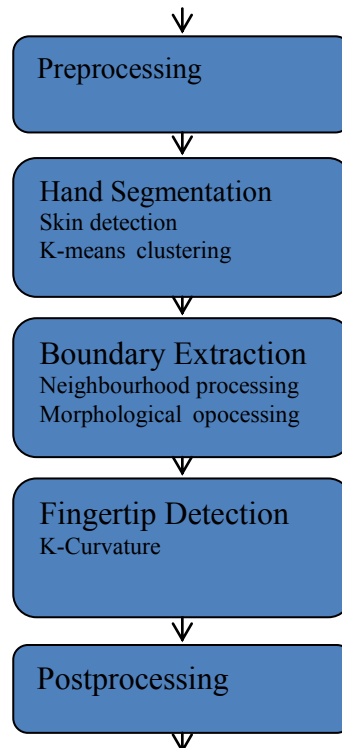 Preprocessing
Hand Segmentation
Skin detection
K-means clustering
Boundary Extraction
Neighbourhood processing
Morphological opocessing
Fingertip Detection
K-Curvature
Postprocessing